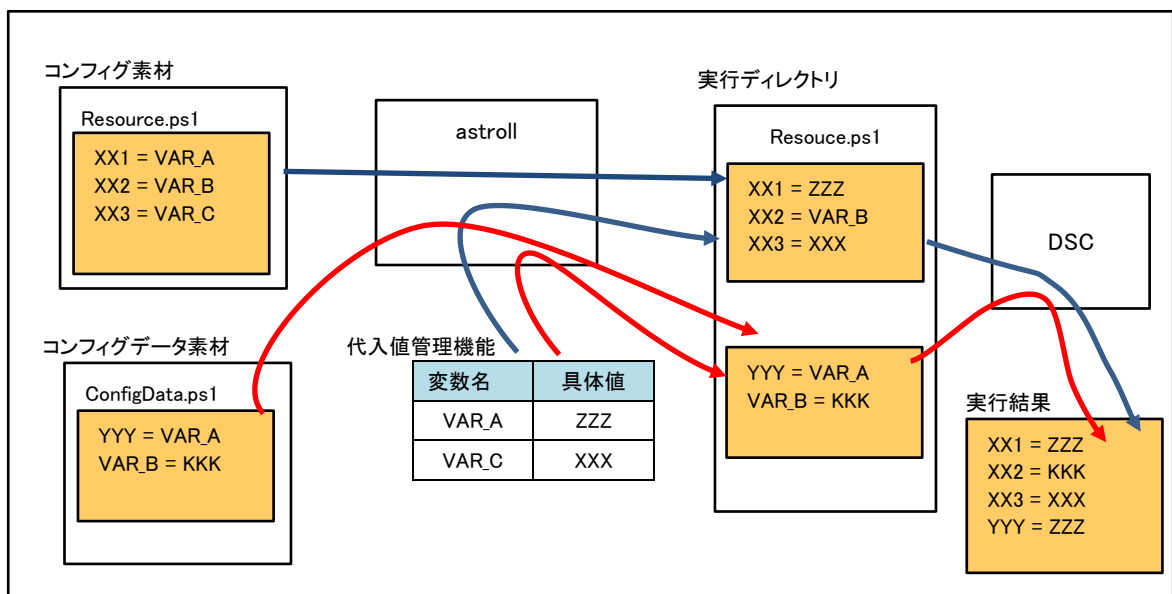 コンフィグ素材
Resource.ps1
XX1 = VAR_A
XX2 = VAR_B
XX3 = VAR_C
astroll
実行ディレクトリ
Resouce.ps1
XX1 = ZZZ
XX2 = VAR_B
XX3 = XXX
DSC
コンフィグデータ素材
ConfigData.ps1
YYY = VAR_A
VAR_B = KKK
代入値管理機能
変数名 具体値
VAR_A ZZZ
VAR_C XXX
YYY = VAR_A
VAR_B = KKK
実行結果
XX1 = ZZZ
XX2 = KKK
XX3 = XXX
YYY = ZZZ